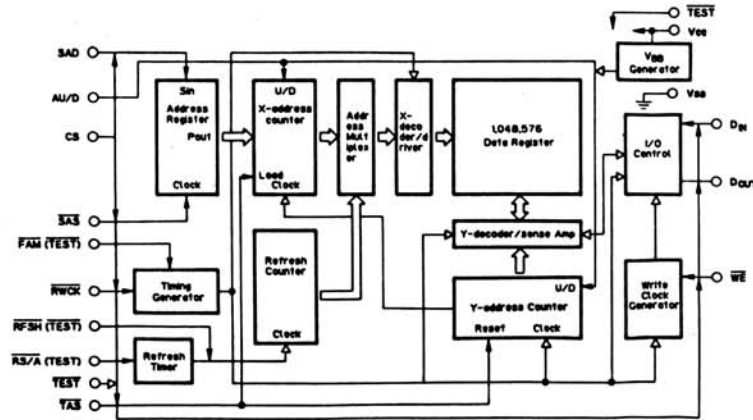 SAD
AU/D
CS
SAS
FAM (TEST)
RWCK
RFSH (TEST)
RS/A (TEST)
TEST
TAS
Sin
Address
Register
Pout
Clock
U/D
X-address
counter
Load
Clock
Address
Multiplexer
X-
decoder/driver
1,048,576
Data Register
Y-decoder/sense Amp
U/D
Y-address Counter
Reset Clock
Refresh
Counter
Clock
Timing
Generator
Refresh
Timer
TEST
Vcc
VBB
Generator
I/O
Control
DIN
DOUT
WE
Write
Clock
Generator